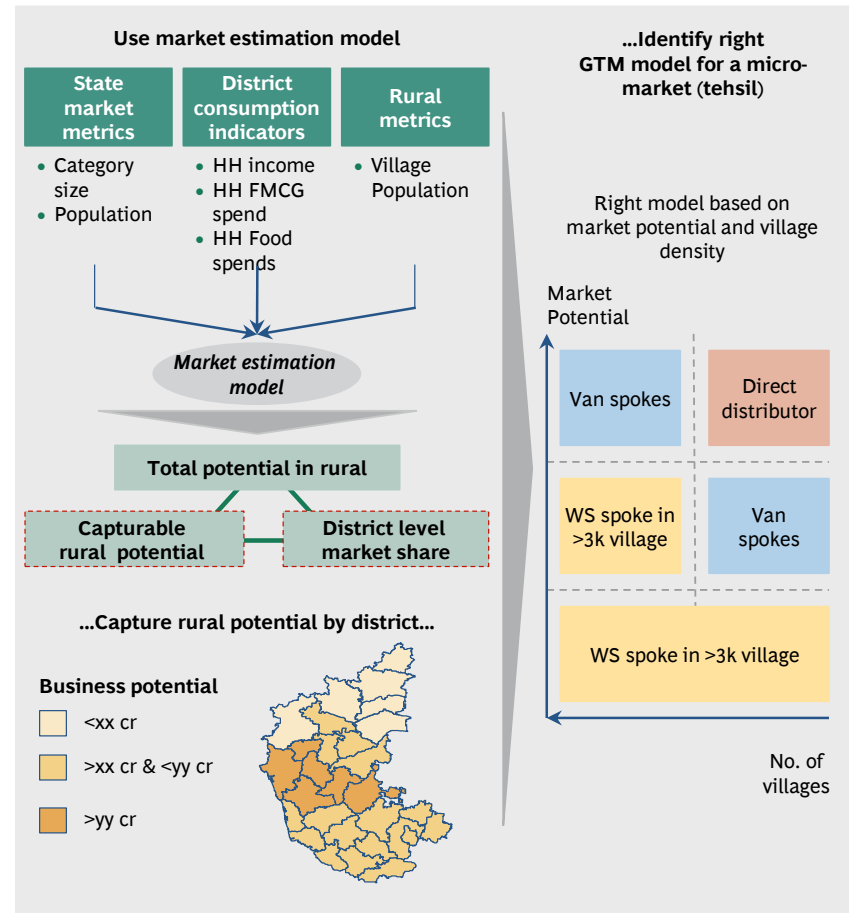 Use market estimation model
State
market
metrics
District
consumption
indicators
Rural
metrics
• Category
size
• Population
• HH income
• HH FMCG
spend
• HH Food
spends
• Village
Population
Market estimation
model
Total potential in rural
Capturable
rural potential
District level
market share
...Capture rural potential by district...
Business potential
<xx cr
>xx cr & <yy cr
>yy cr
...Identify right
GTM model for a micro-
market (tehsil)
Right model based on
market potential and village
density
Market
Potential
Van spokes
Direct
distributor
WS spoke in
>3k village
Van
spokes
WS spoke in >3k village
No. of
villages